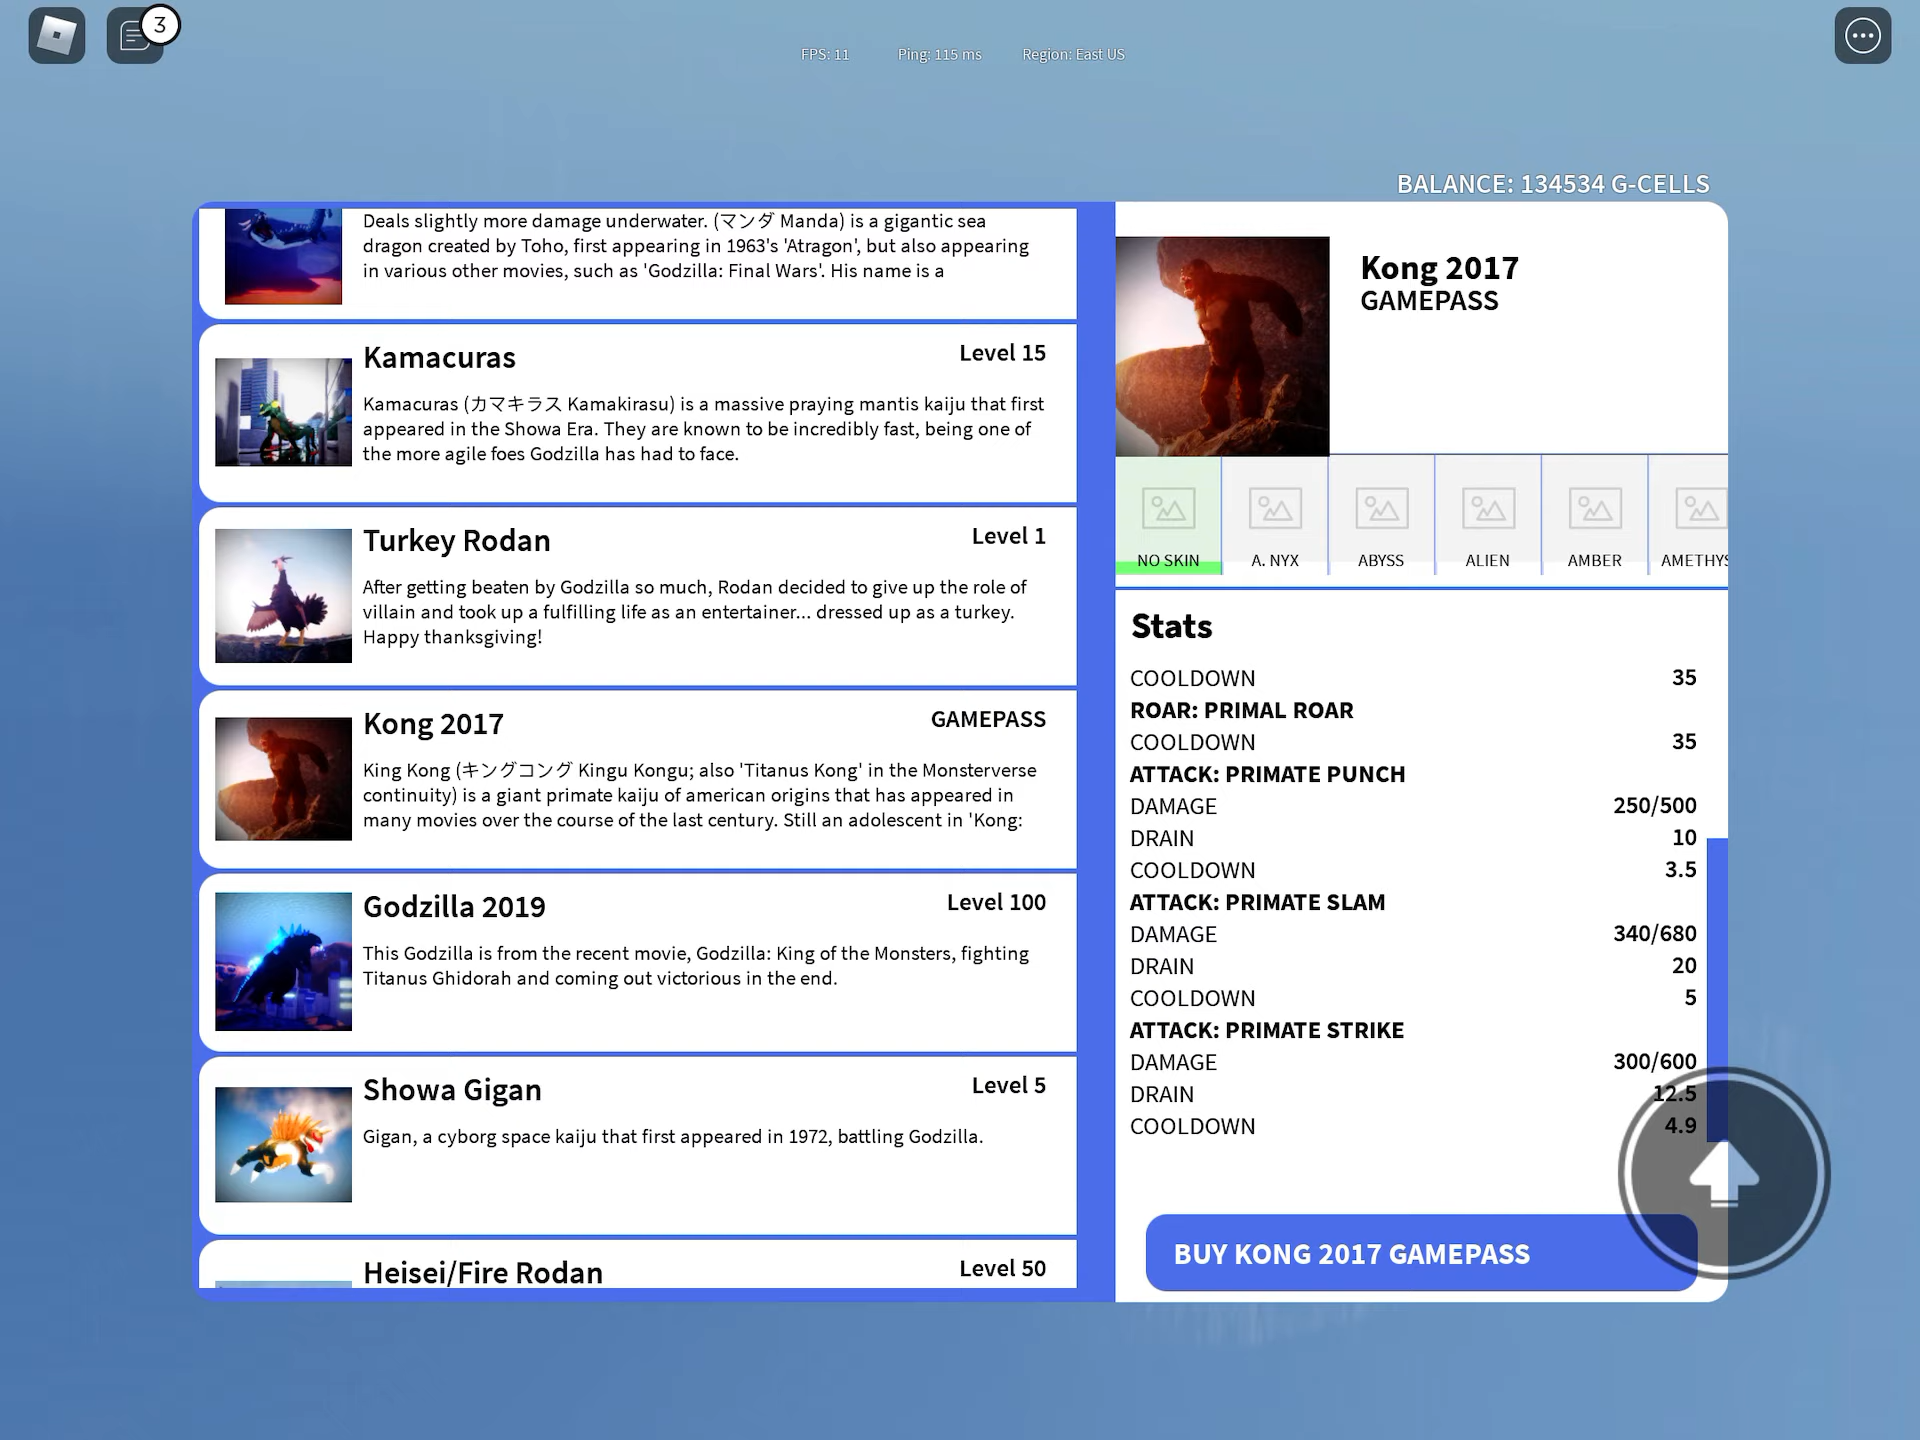 3
FPS: 11 Ping: 115 ms Region: East US
BALANCE: 134534 G-CELLS
Deals slightly more damage underwater. (マンダ Manda) is a gigantic sea
dragon created by Toho, first appearing in 1963's 'Atragon', but also appearing
in various other movies, such as 'Godzilla: Final Wars'. His name is a
Kamacuras
Level 15
Kamacuras (カマキラス Kamakirasu) is a massive praying mantis kaiju that first
appeared in the Showa Era. They are known to be incredibly fast, being one of
the more agile foes Godzilla has had to face.
Turkey Rodan
Level 1
After getting beaten by Godzilla so much, Rodan decided to give up the role of
villain and took up a fulfilling life as an entertainer... dressed up as a turkey.
Happy thanksgiving!
Kong 2017
GAMEPASS
King Kong (キングコング Kingu Kongu; also 'Titanus Kong' in the Monsterverse
continuity) is a giant primate kaiju of american origins that has appeared in
many movies over the course of the last century. Still an adolescent in 'Kong:
Godzilla 2019
Level 100
This Godzilla is from the recent movie, Godzilla: King of the Monsters, fighting
Titanus Ghidorah and coming out victorious in the end.
Showa Gigan
Level 5
Gigan, a cyborg space kaiju that first appeared in 1972, battling Godzilla.
Heisei/Fire Rodan
Level 50
Kong 2017
GAMEPASS
NO SKIN A. NYX ABYSS ALIEN AMBER AMETHYS
Stats
COOLDOWN 35
ROAR: PRIMAL ROAR
COOLDOWN 35
ATTACK: PRIMATE PUNCH
DAMAGE 250/500
DRAIN 10
COOLDOWN 3.5
ATTACK: PRIMATE SLAM
DAMAGE 340/680
DRAIN 20
COOLDOWN 5
ATTACK: PRIMATE STRIKE
DAMAGE 300/600
DRAIN 12.5
COOLDOWN 4.9
BUY KONG 2017 GAMEPASS